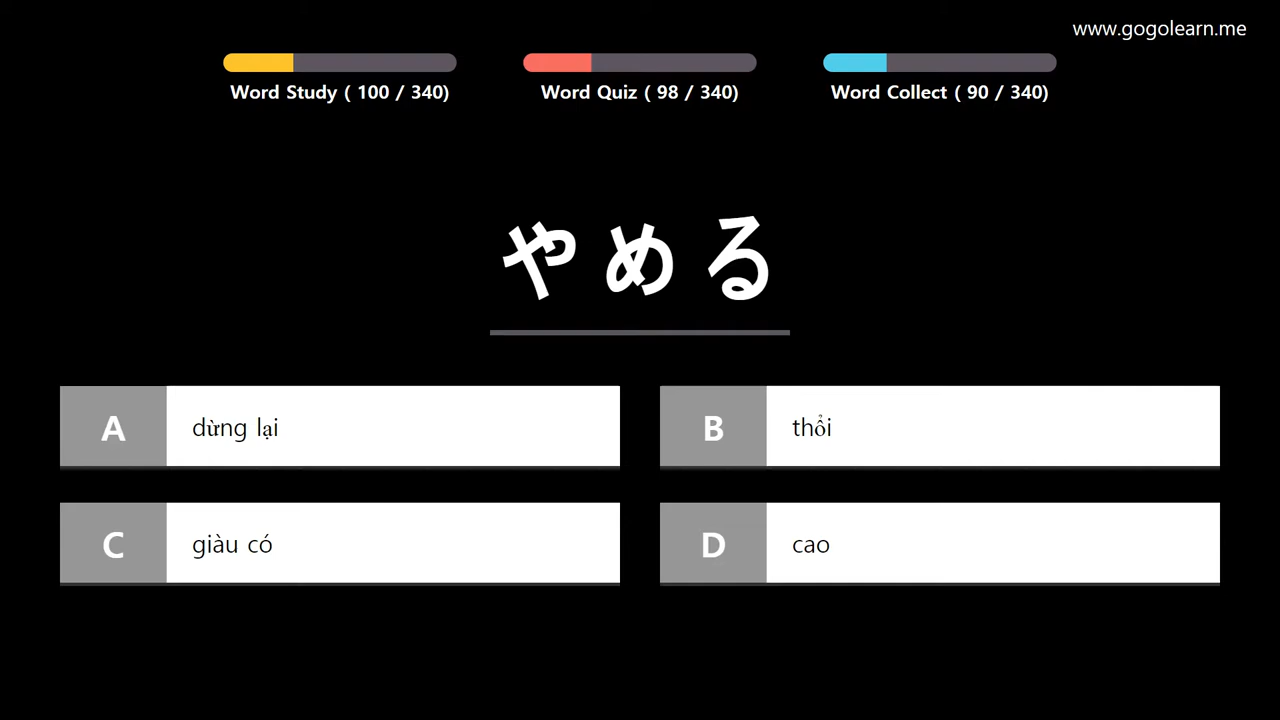 www.gogolearn.me
Word Study ( 100 / 340)
Word Quiz ( 98 / 340)
Word Collect ( 90 / 340)
やめる
A dừng lại
B thổi
C giàu có
D cao